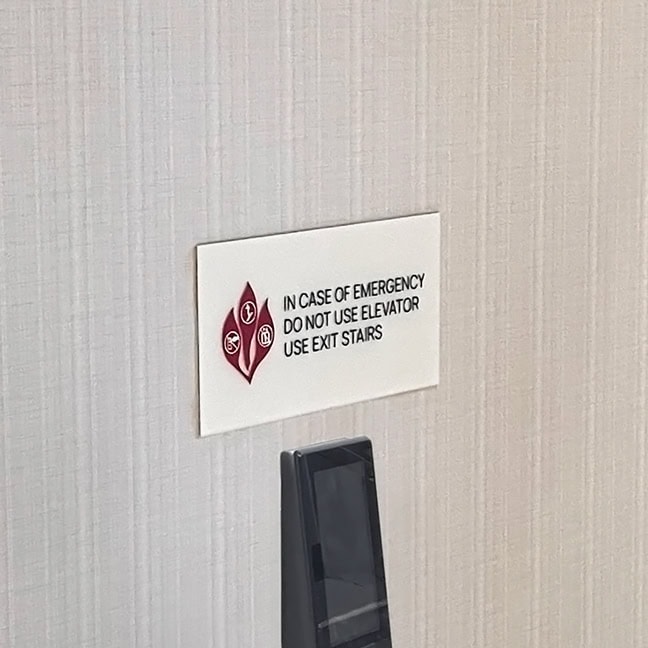 IN CASE OF EMERGENCY
DO NOT USE ELEVATOR
USE EXIT STAIRS